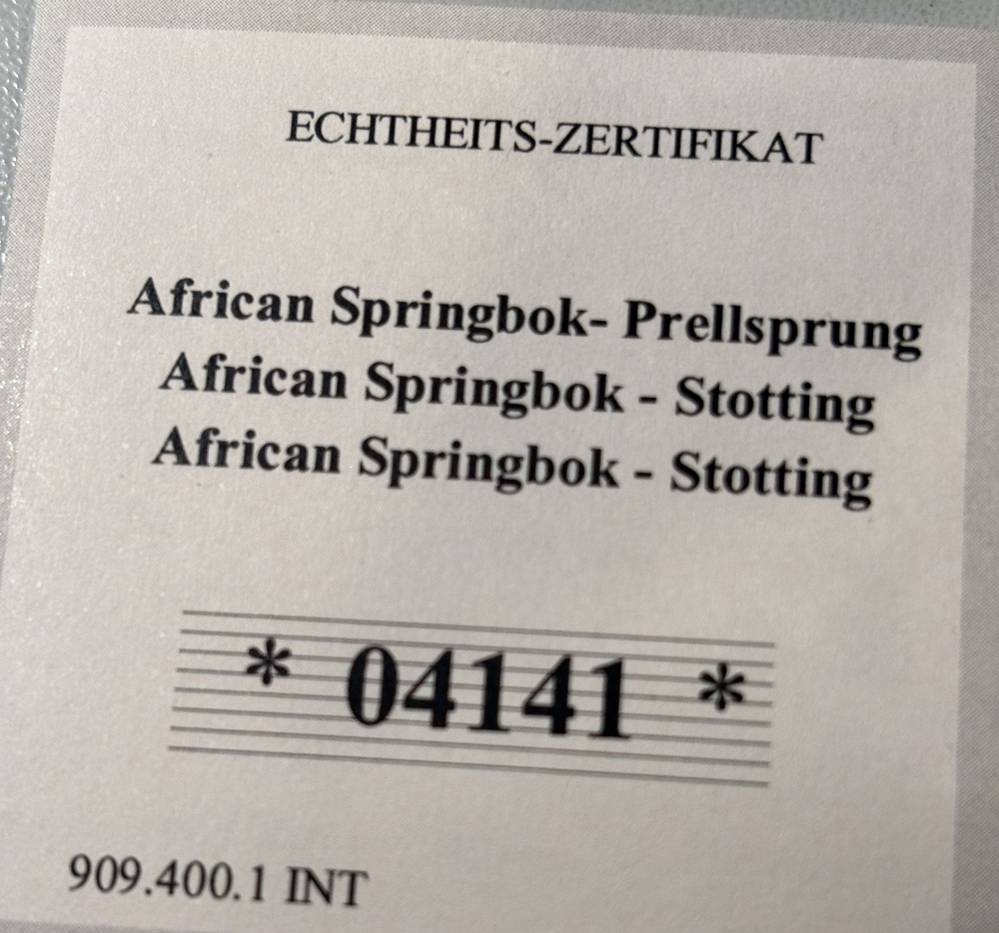 ECHTHEITS-ZERTIFIKAT
African Springbok- Prellsprung
African Springbok - Stotting
African Springbok - Stotting
* 04141 *
909.400.1 INT